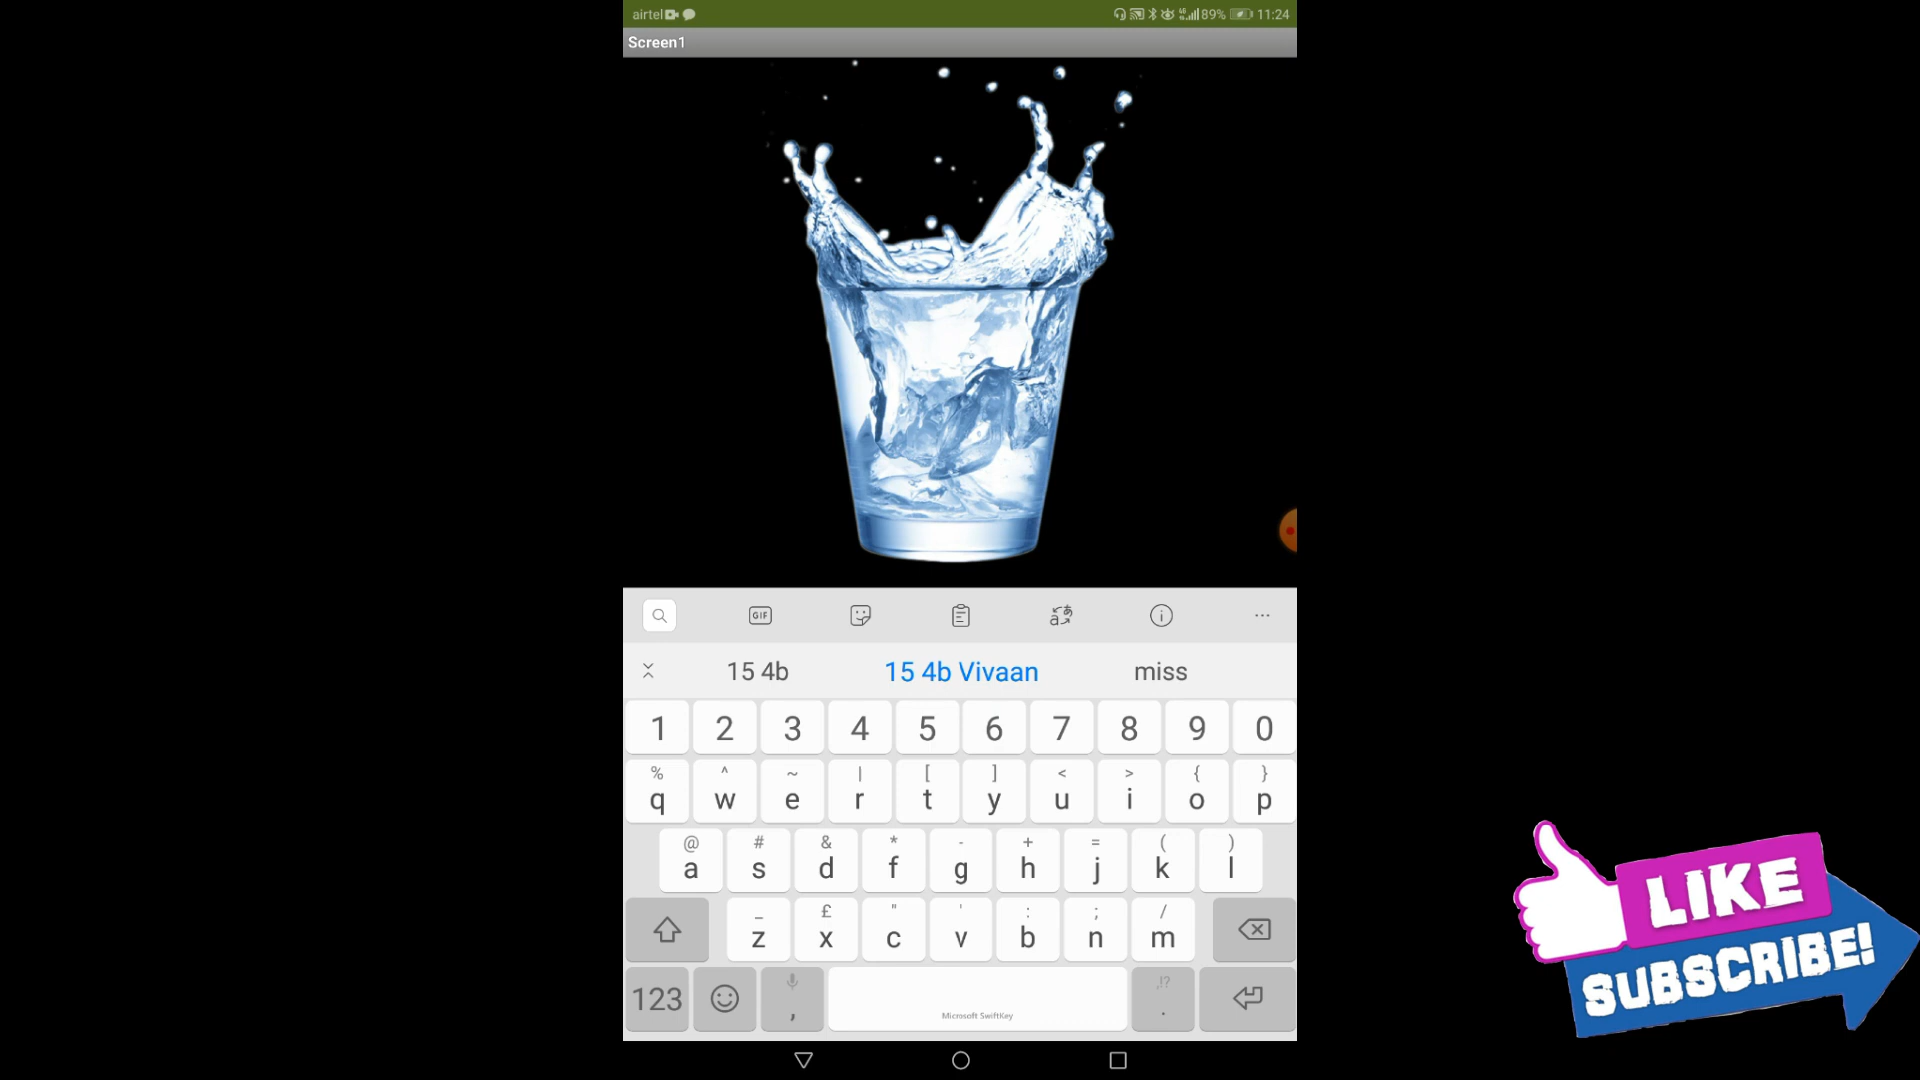 airtel 89% 11:24
Screen1
GIF
15 4b 15 4b Vivaan miss
1 2 3 4 5 6 7 8 9 0
% ^ ~ | [ ] < > { }
q w e r t y u i o p
@ # & * - + = ( )
a s d f g h j k l
_ £ " ' : ; /
z x c v b n m
,!?
123 , .
Microsoft SwiftKey
LIKE
SUBSCRIBE!